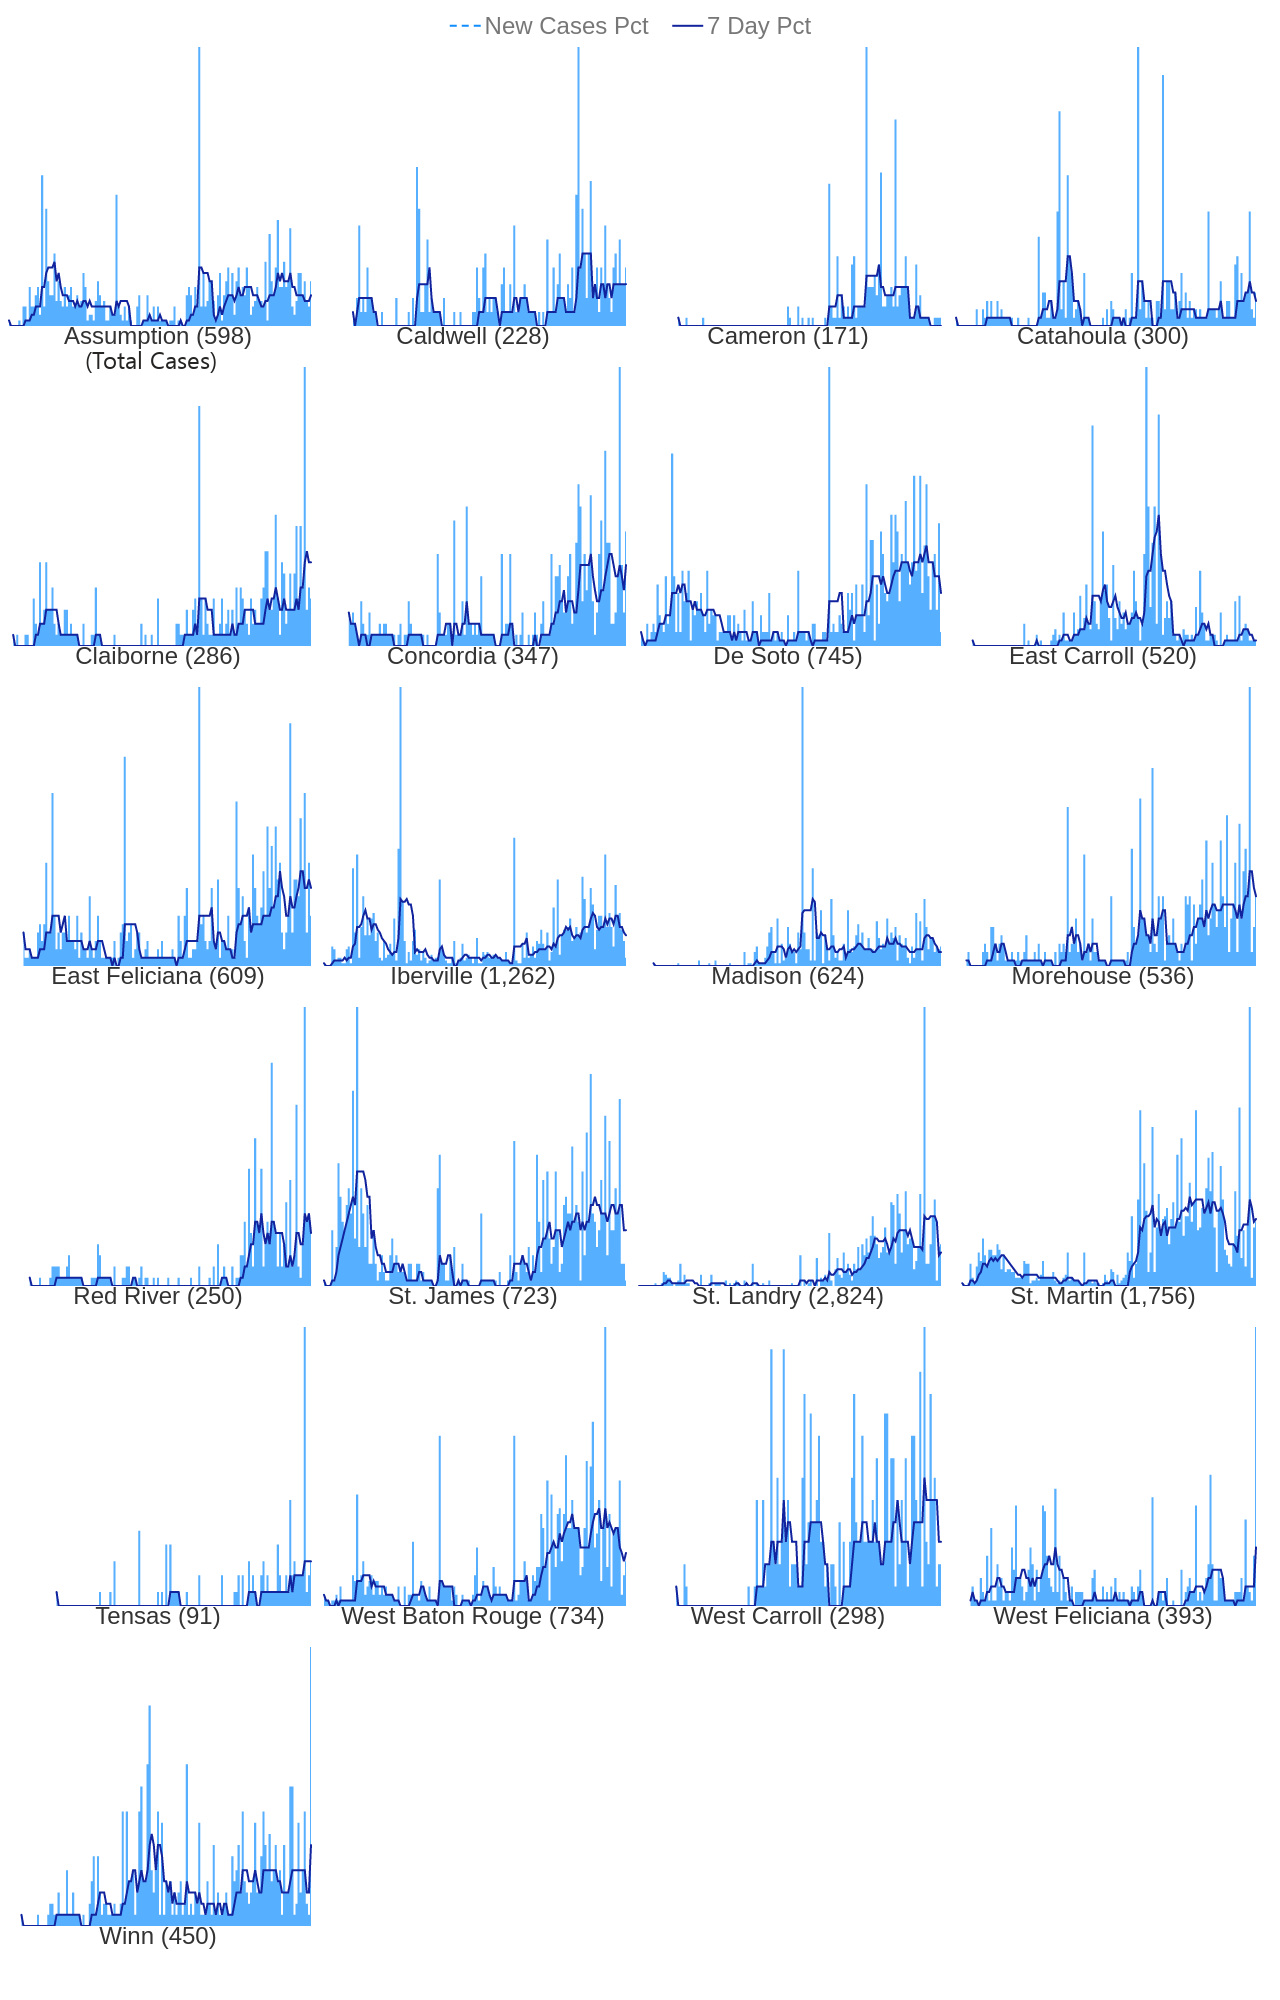 New Cases Pct 7 Day Pct
Assumption (598) Caldwell (228) Cameron (171) Catahoula (300)
(Total Cases)
Claiborne (286) Concordia (347) De Soto (745) East Carroll (520)
East Feliciana (609) Iberville (1,262) Madison (624) Morehouse (536)
Red River (250) St. James (723) St. Landry (2,824) St. Martin (1,756)
Tensas (91) West Baton Rouge (734) West Carroll (298) West Feliciana (393)
Winn (450)